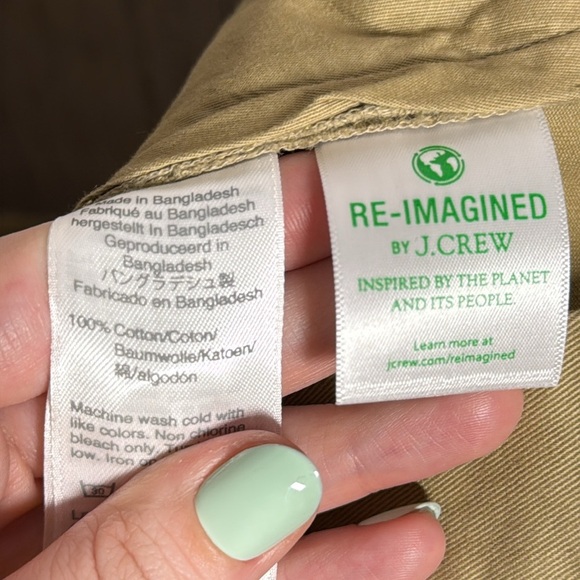 Made in Bangladesh
Fabriqué au Bangladesh
hergestellt in Bangladesch
Geproduceerd in
Bangladesh
バングラデシュ製
Fabricado en Bangladesh
100% Cotton/Coton/
Baumwolle/Katoen/
綿/algodón
Machine wash cold with
like colors. Non chlorine
bleach only.
low. Iron
30
RE-IMAGINED
BY J.CREW
INSPIRED BY THE PLANET
AND ITS PEOPLE.
Learn more at
jcrew.com/reimagined